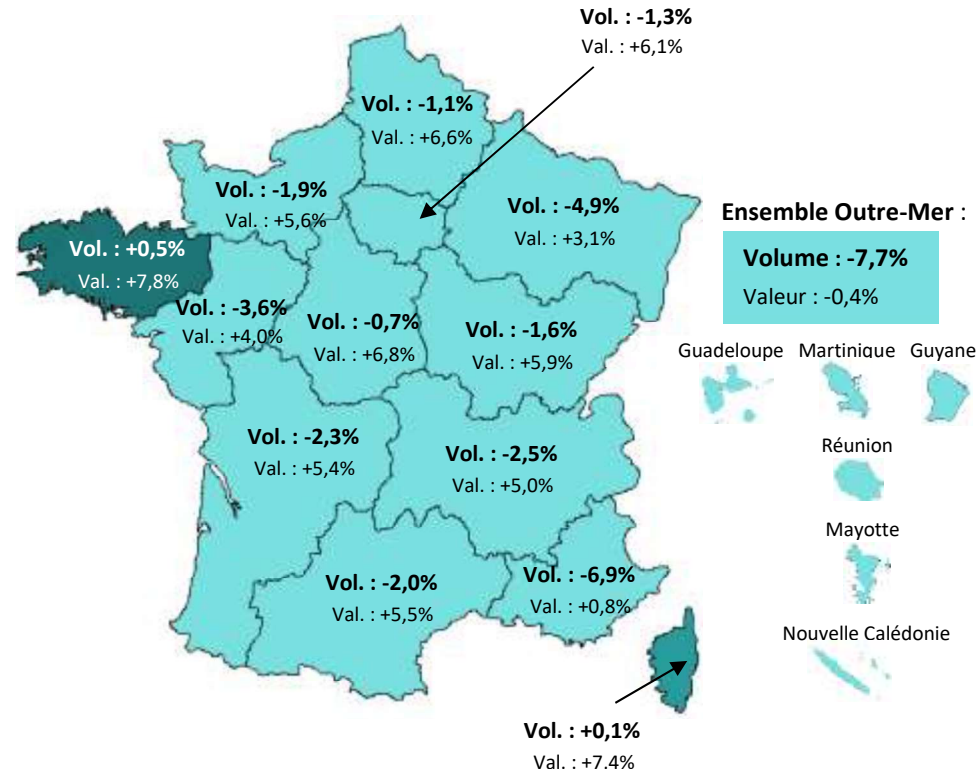 Vol. : -1,3%
Val. : +6,1%
Vol. : -1,1%
Val. : +6,6%
Vol. : -1,9%
Val. : +5,6%
Vol. : -4,9%
Val. : +3,1%
Vol. : +0,5%
Val. : +7,8%
Vol. : -3,6%
Val. : +4,0%
Vol. : -0,7%
Val. : +6,8%
Vol. : -1,6%
Val. : +5,9%
Vol. : -2,3%
Val. : +5,4%
Vol. : -2,5%
Val. : +5,0%
Vol. : -2,0%
Val. : +5,5%
Vol. : -6,9%
Val. : +0,8%
Vol. : +0,1%
Val. : +7,4%
Ensemble Outre-Mer :
Volume : -7,7%
Valeur : -0,4%
Guadeloupe Martinique Guyane
Réunion
Mayotte
Nouvelle Calédonie